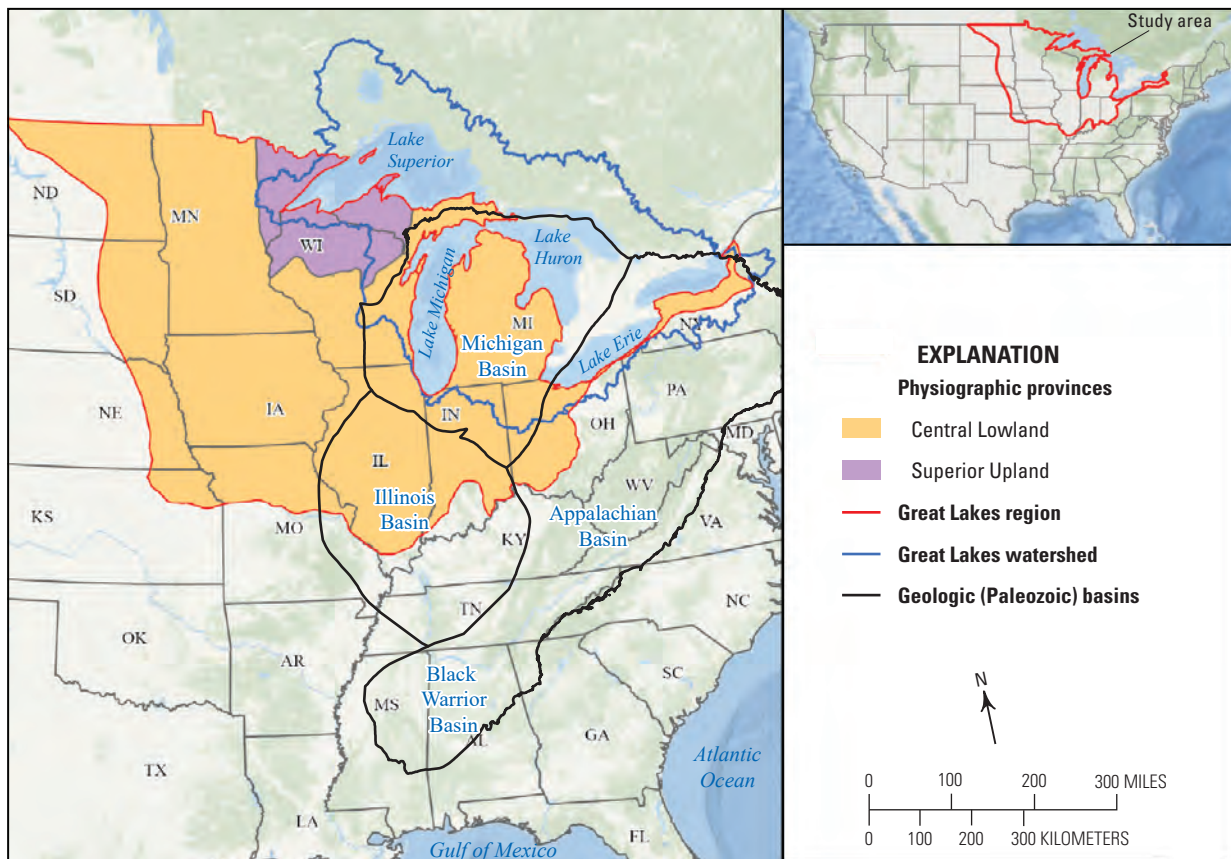 Study area
Lake
Superior
ND
MN
WI
Lake
Huron
SD
Lake Michigan
MI
Michigan
Basin
NY
Lake Erie
NE
IA
IN
PA
OH
MD
IL
Illinois
Basin
WV
KS
MO
Appalachian
Basin
VA
KY
TN
NC
OK
AR
SC
Black
Warrior
Basin
MS
AL
GA
TX
Atlantic
Ocean
LA
FL
Gulf of Mexico
EXPLANATION
Physiographic provinces
Central Lowland
Superior Upland
Great Lakes region
Great Lakes watershed
Geologic (Paleozoic) basins
N
0 100 200 300 MILES
0 100 200 300 KILOMETERS